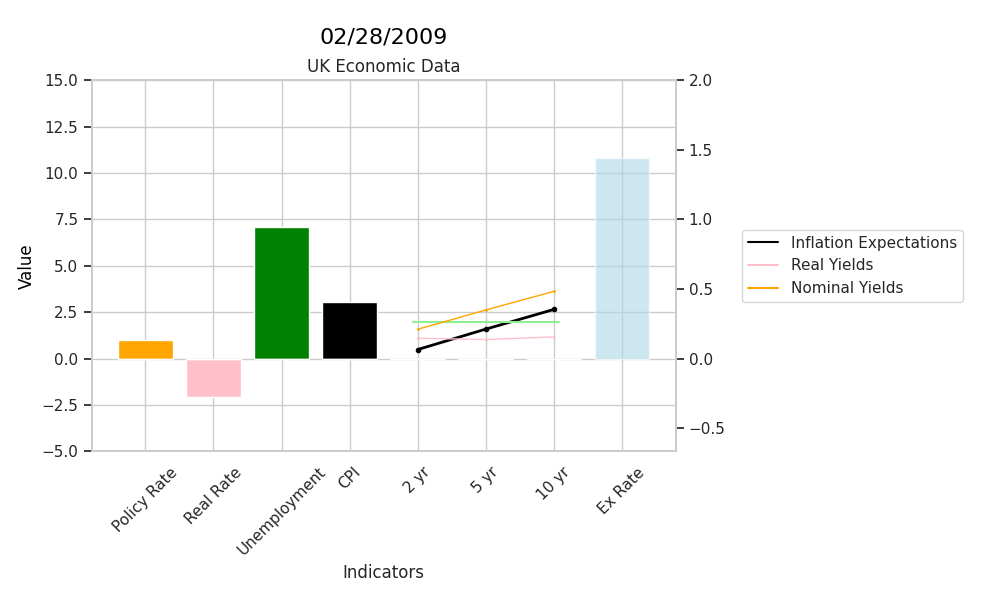 02/28/2009
UK Economic Data
15.0
12.5
10.0
7.5
5.0
2.5
0.0
−2.5
−5.0
Value
2.0
1.5
1.0
0.5
0.0
−0.5
Inflation Expectations
Real Yields
Nominal Yields
Policy Rate
Real Rate
Unemployment
CPI
2 yr
5 yr
10 yr
Ex Rate
Indicators